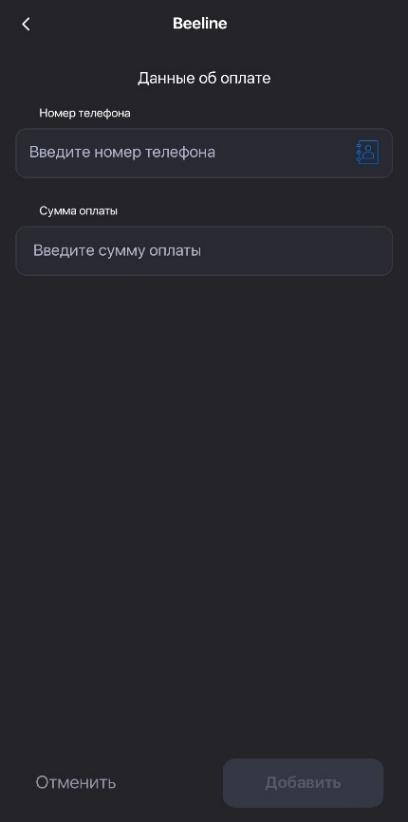 Beeline
Данные об оплате
Номер телефона
Введите номер телефона
Сумма оплаты
Введите сумму оплаты
Отменить
Добавить